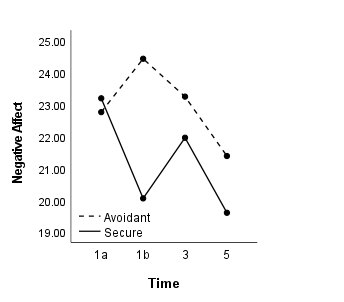 25.00
24.00
23.00
22.00
21.00
20.00
19.00
Negative Affect
Avoidant
Secure
1a 1b 3 5
Time